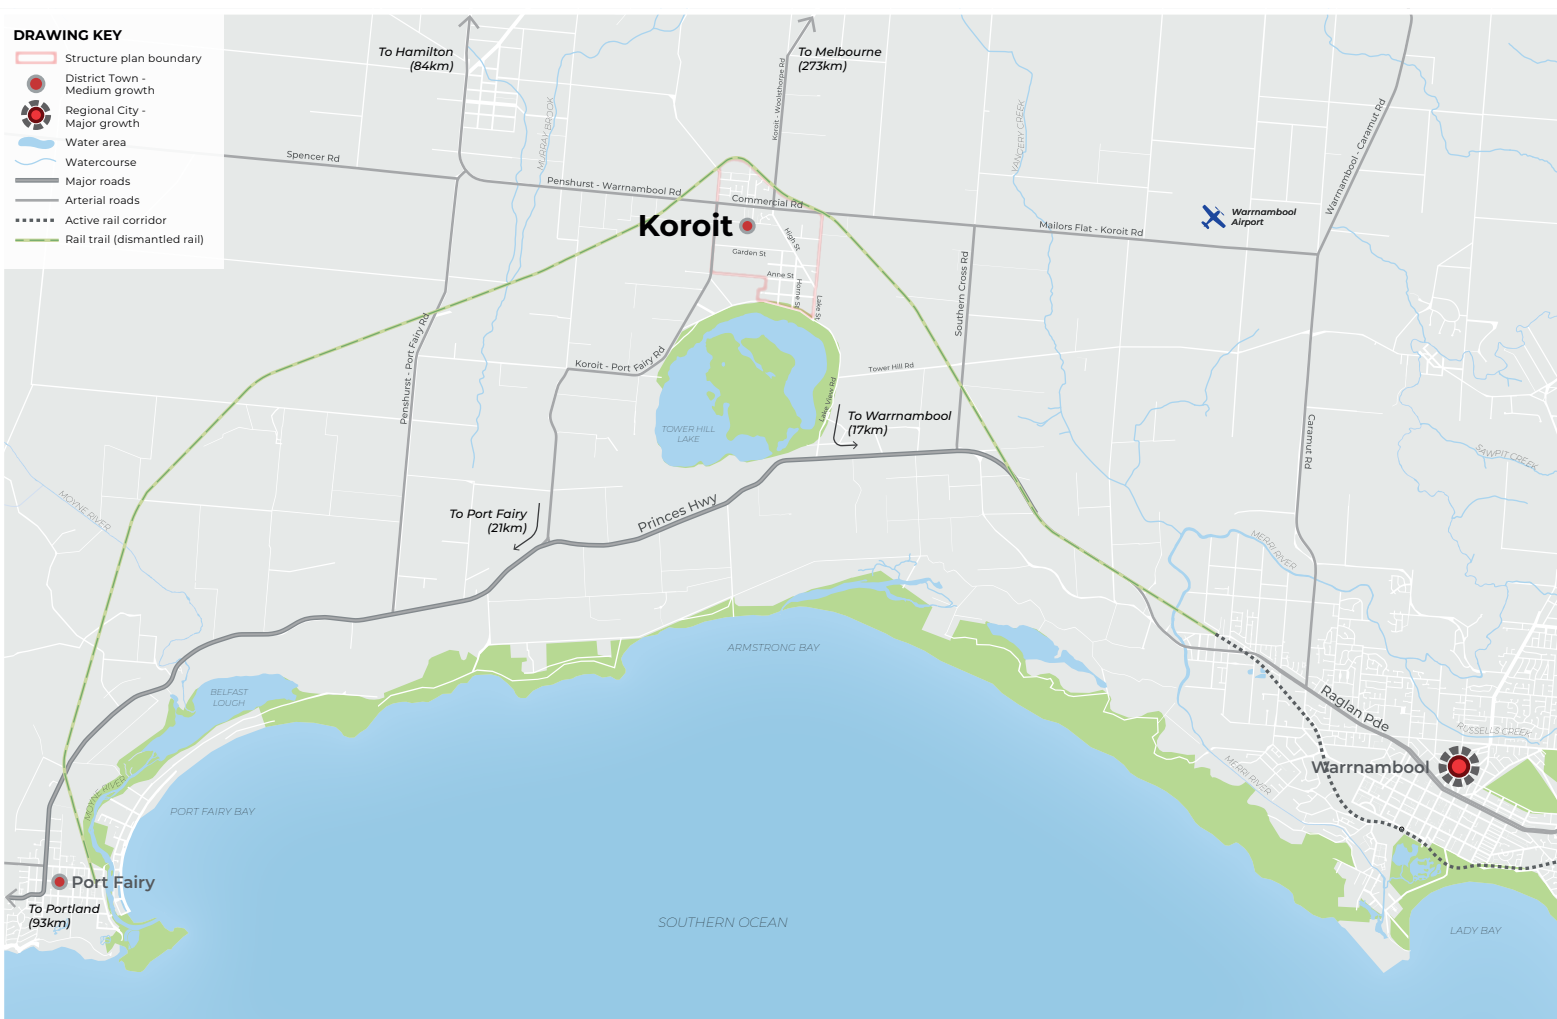 DRAWING KEY
Structure plan boundary
District Town -
Medium growth
Regional City -
Major growth
Water area
Watercourse
Major roads
Arterial roads
Active rail corridor
Rail trail (dismantled rail)
To Hamilton
(84km)
To Melbourne
(273km)
Koroit - Woolsthorpe Rd
MURRAY BROOK
YANGERY CREEK
Warrnambool - Caramut Rd
Spencer Rd
Penshurst - Warrnambool Rd
Commercial Rd
Koroit
High St
Garden St
Anne St
Horne St
Lake St
Warrnambool
Airport
Mailors Flat - Koroit Rd
Southern Cross Rd
Penshurst - Port Fairy Rd
Koroit - Port Fairy Rd
Tower Hill Rd
Lake View Rd
TOWER HILL
LAKE
To Warrnambool
(17km)
Caramut Rd
SAWPIT CREEK
MOYNE RIVER
To Port Fairy
(21km)
Princes Hwy
MERRI RIVER
ARMSTRONG BAY
BELFAST
LOUGH
Raglan Pde
RUSSELLS CREEK
Warrnambool
MERRI RIVER
MOYNE RIVER
PORT FAIRY BAY
Port Fairy
To Portland
(93km)
SOUTHERN OCEAN
LADY BAY